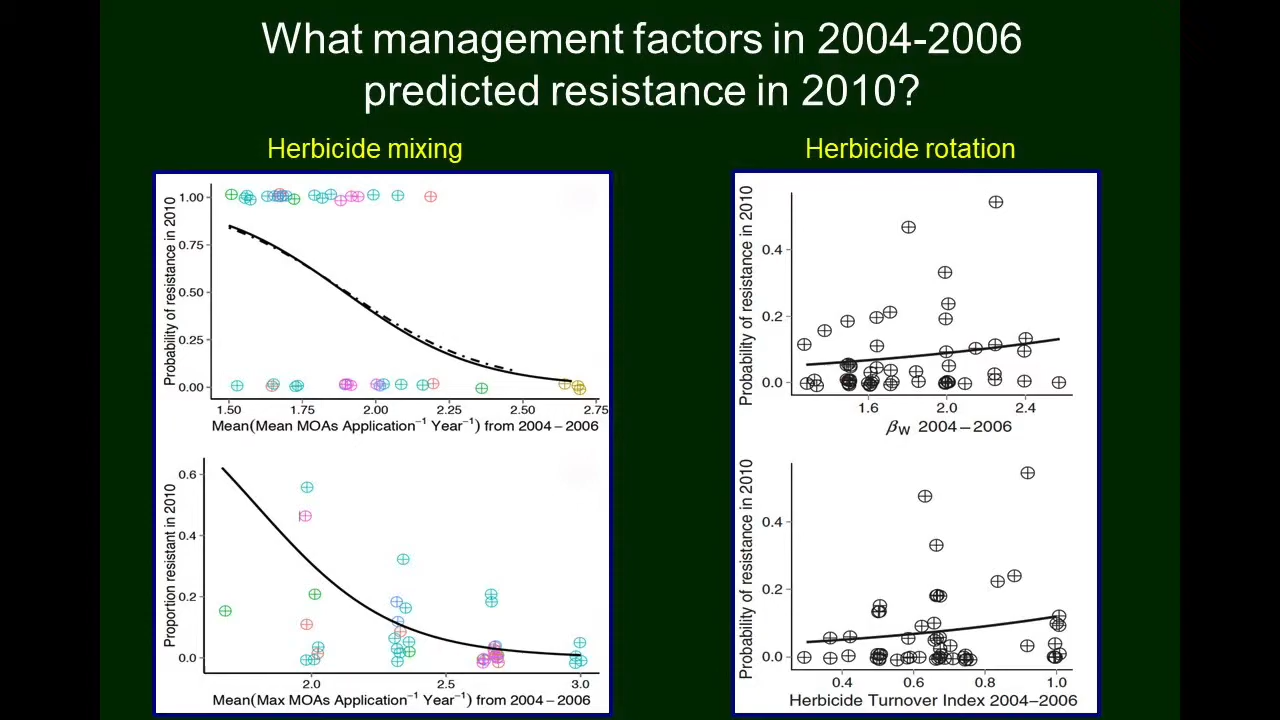 What management factors in 2004-2006
predicted resistance in 2010?
Herbicide mixing
Herbicide rotation
Probability of resistance in 2010
1.00
0.75
0.50
0.25
0.00
1.50
1.75
2.00
2.25
2.50
2.75
Mean(Mean MOAs Application⁻¹ Year⁻¹) from 2004 – 2006
Proportion resistant in 2010
0.6
0.4
0.2
0.0
2.0
2.5
3.0
Mean(Max MOAs Application⁻¹ Year⁻¹) from 2004 – 2006
Probability of resistance in 2010
0.4
0.2
0.0
1.6
2.0
2.4
βW 2004 – 2006
Probability of resistance in 2010
0.4
0.2
0.0
0.4
0.6
0.8
1.0
Herbicide Turnover Index 2004–2006